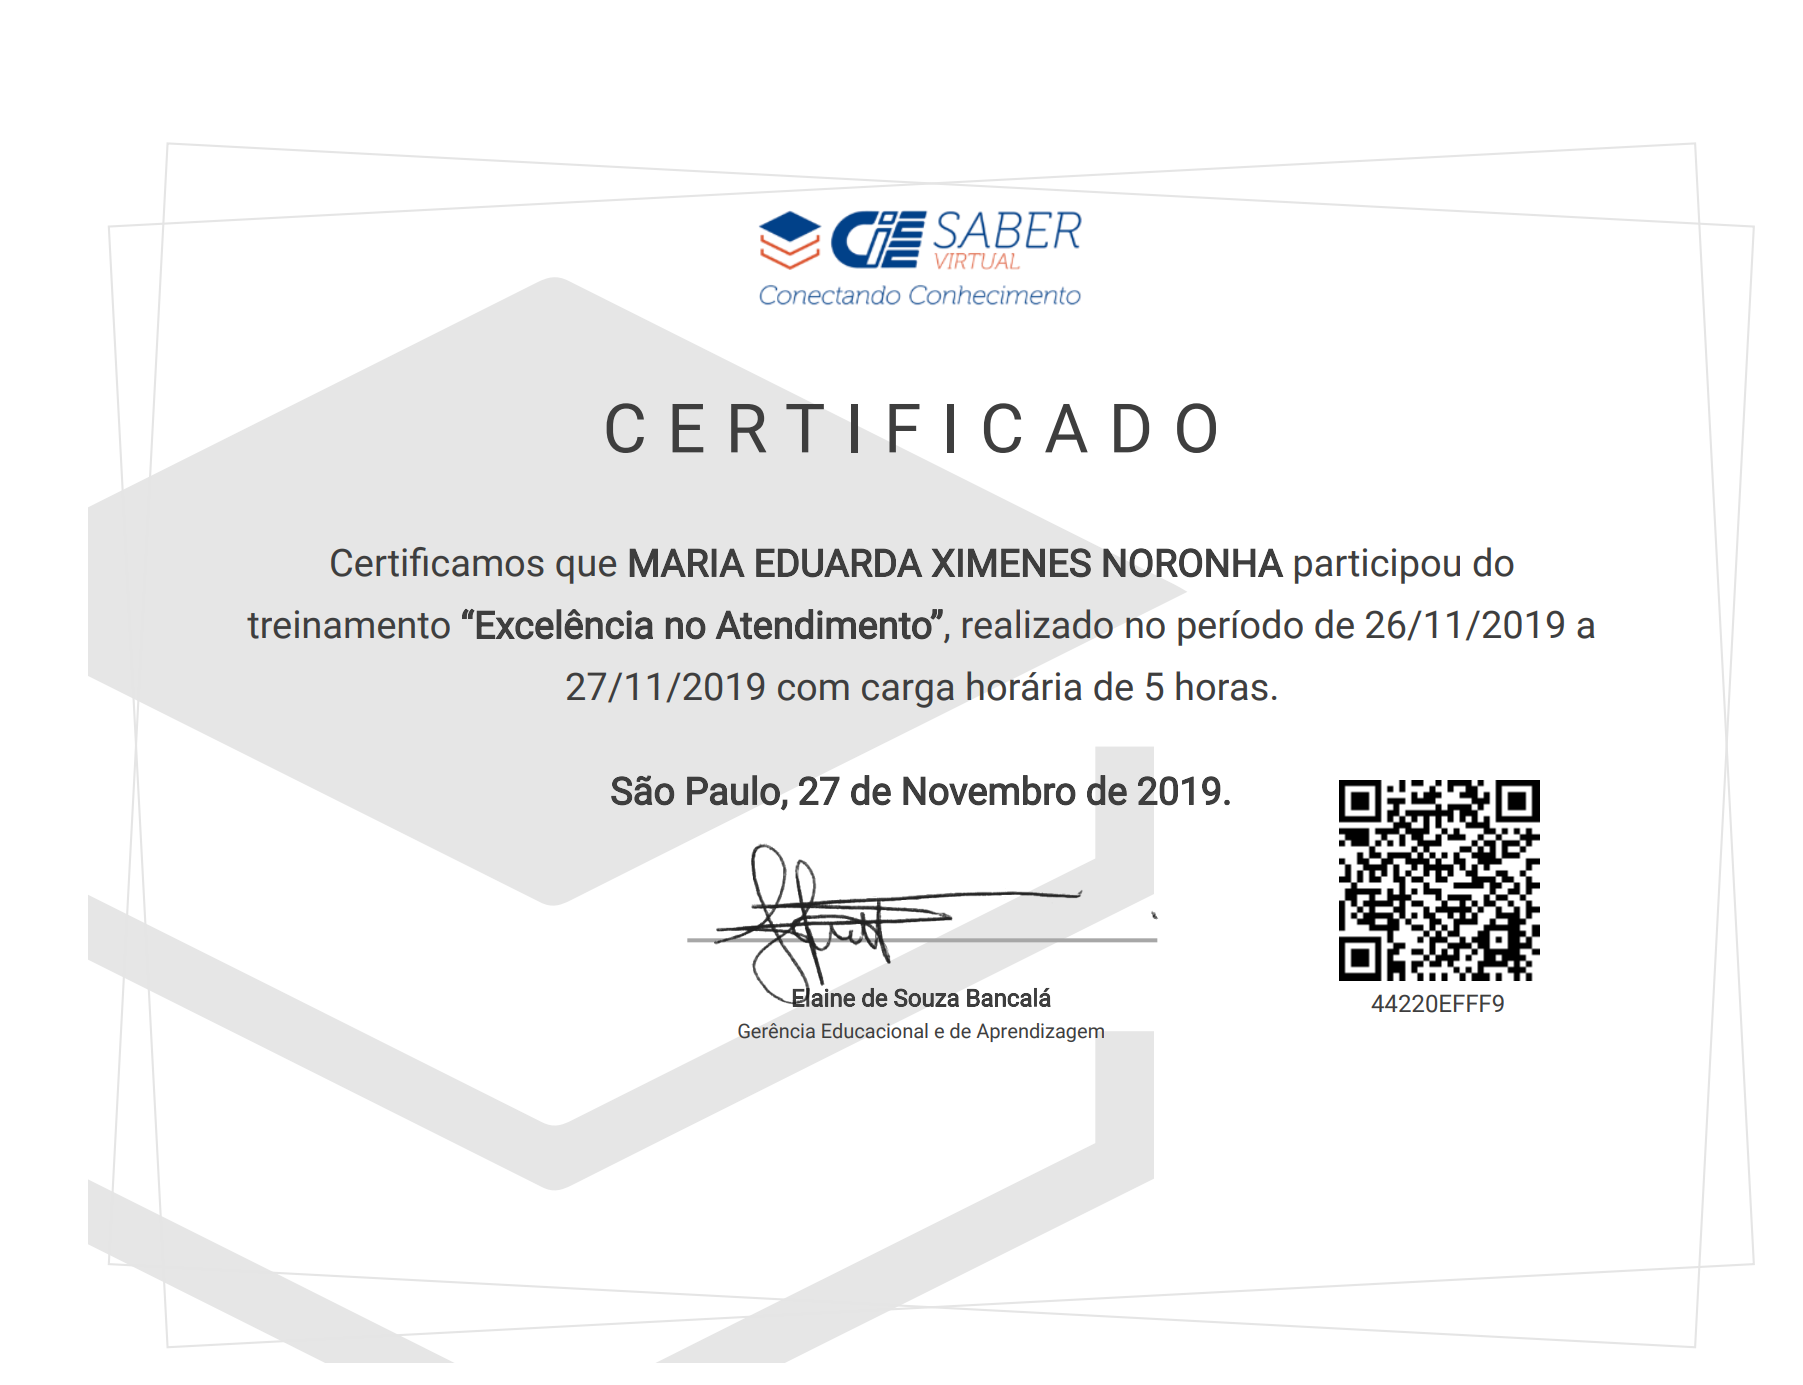 CIEE SABER
VIRTUAL
Conectando Conhecimento
CERTIFICADO
Certificamos que MARIA EDUARDA XIMENES NORONHA participou do
treinamento “Excelência no Atendimento”, realizado no período de 26/11/2019 a
27/11/2019 com carga horária de 5 horas.
São Paulo, 27 de Novembro de 2019.
Elaine de Souza Bancalá
Gerência Educacional e de Aprendizagem
44220EFFF9